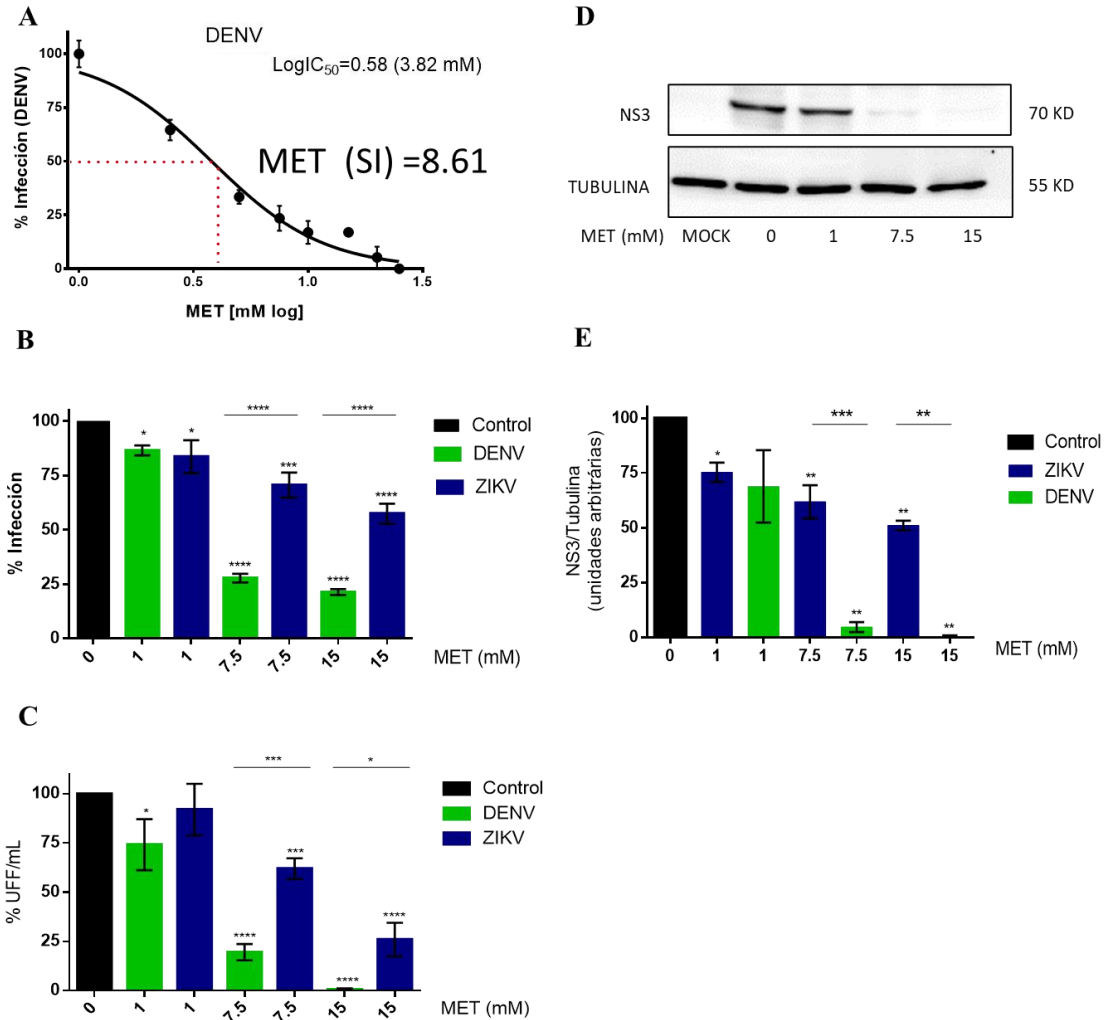 A
DENV
LogIC50=0.58 (3.82 mM)
MET (SI) =8.61
% Infección (DENV)
100
75
50
25
0
0.0 0.5 1.0 1.5
MET [mM log]
B
**** ****
* * **** *** **** ****
% Infección
100
75
50
25
0
0 1 1 7.5 7.5 15 15 MET (mM)
Control
DENV
ZIKV
C
*** *
* **** *** **** ****
% UFF/mL
100
75
50
25
0
0 1 1 7.5 7.5 15 15 MET (mM)
Control
DENV
ZIKV
D
NS3 70 KD
TUBULINA 55 KD
MET (mM) MOCK 0 1 7.5 15
E
*** **
* ** ** ** **
NS3/Tubulina
(unidades arbitrárias)
100
75
50
25
0
0 1 1 7.5 7.5 15 15 MET (mM)
Control
ZIKV
DENV